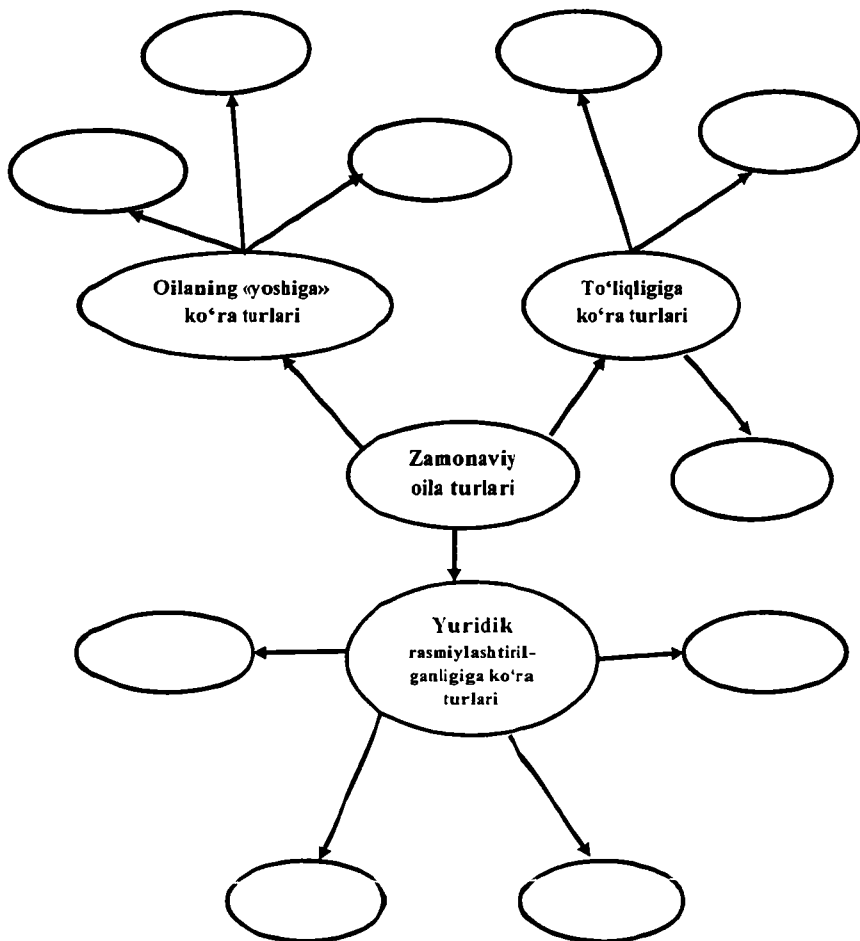 Oilaning «yoshiga»
ko‘ra turlari
To‘liqligiga
ko‘ra turlari
Zamonaviy
oila turlari
Yuridik
rasmiylashtiril-
ganligiga ko‘ra
turlari